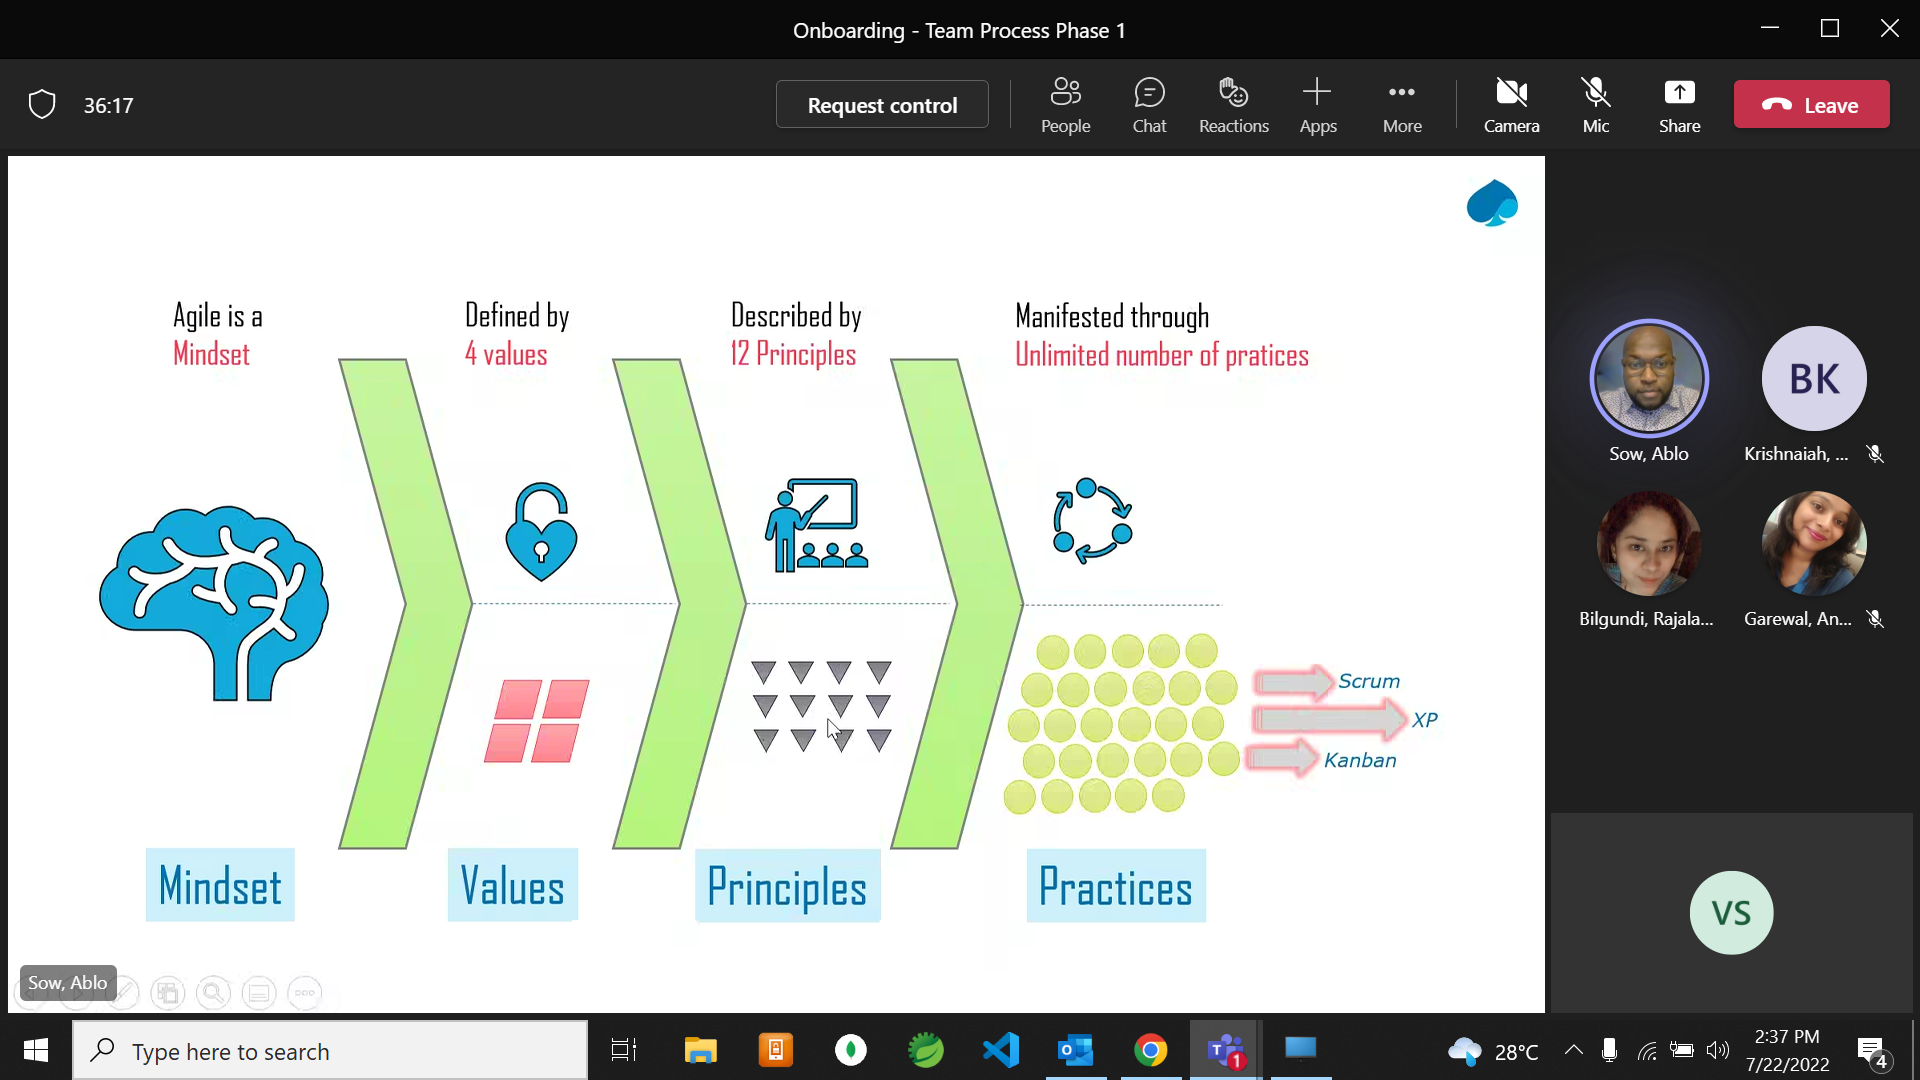 Onboarding - Team Process Phase 1
36:17
Request control
People
Chat
Reactions
Apps
More
Camera
Mic
Share
Leave
Agile is a
Mindset
Defined by
4 values
Described by
12 Principles
Manifested through
Unlimited number of pratices
Scrum
XP
Kanban
Mindset
Values
Principles
Practices
Sow, Ablo
BK
Sow, Ablo
Krishnaiah, ...
Bilgundi, Rajala...
Garewal, An...
VS
Type here to search
1
28°C
2:37 PM
7/22/2022
4